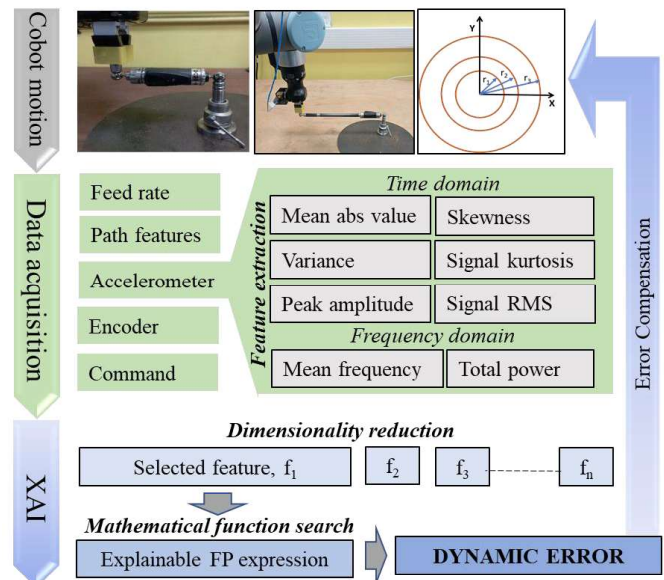 Cobot motion
Y
r1
r2
r3
X
Data acquisition
Feed rate
Path features
Accelerometer
Encoder
Command
Feature extraction
Time domain
Mean abs value
Skewness
Variance
Signal kurtosis
Peak amplitude
Signal RMS
Frequency domain
Mean frequency
Total power
Error Compensation
XAI
Dimensionality reduction
Selected feature, f1
f2
f3
fn
Mathematical function search
Explainable FP expression
DYNAMIC ERROR